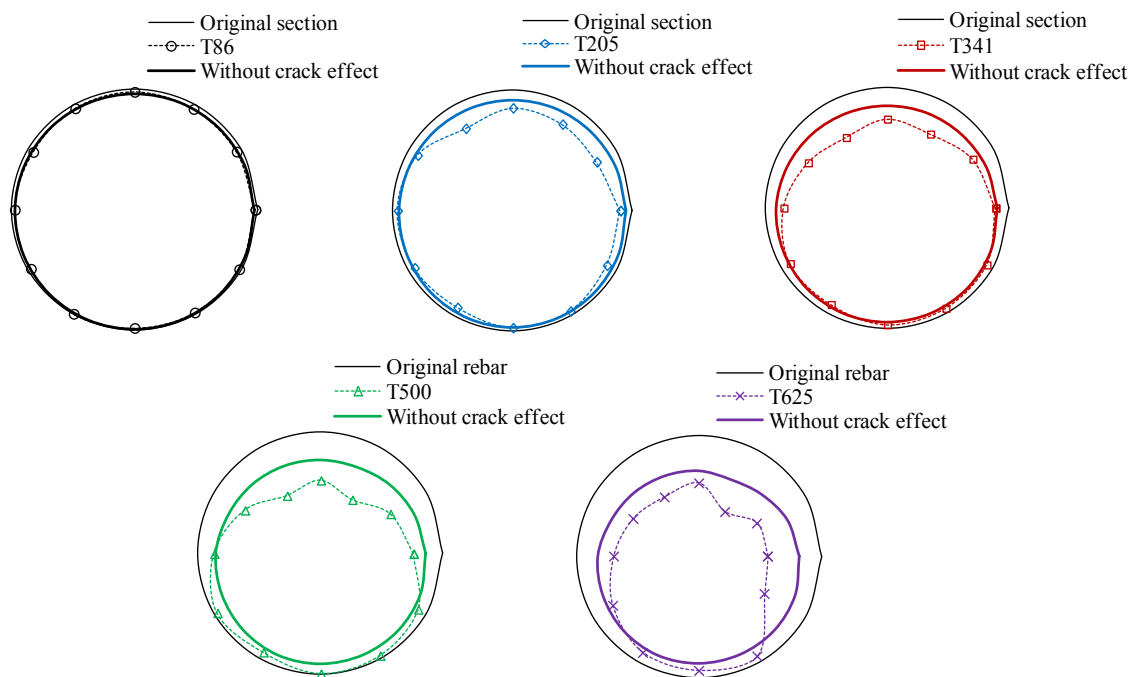 Original section
T86
Without crack effect
Original section
T205
Without crack effect
Original section
T341
Without crack effect
Original rebar
T500
Without crack effect
Original rebar
T625
Without crack effect